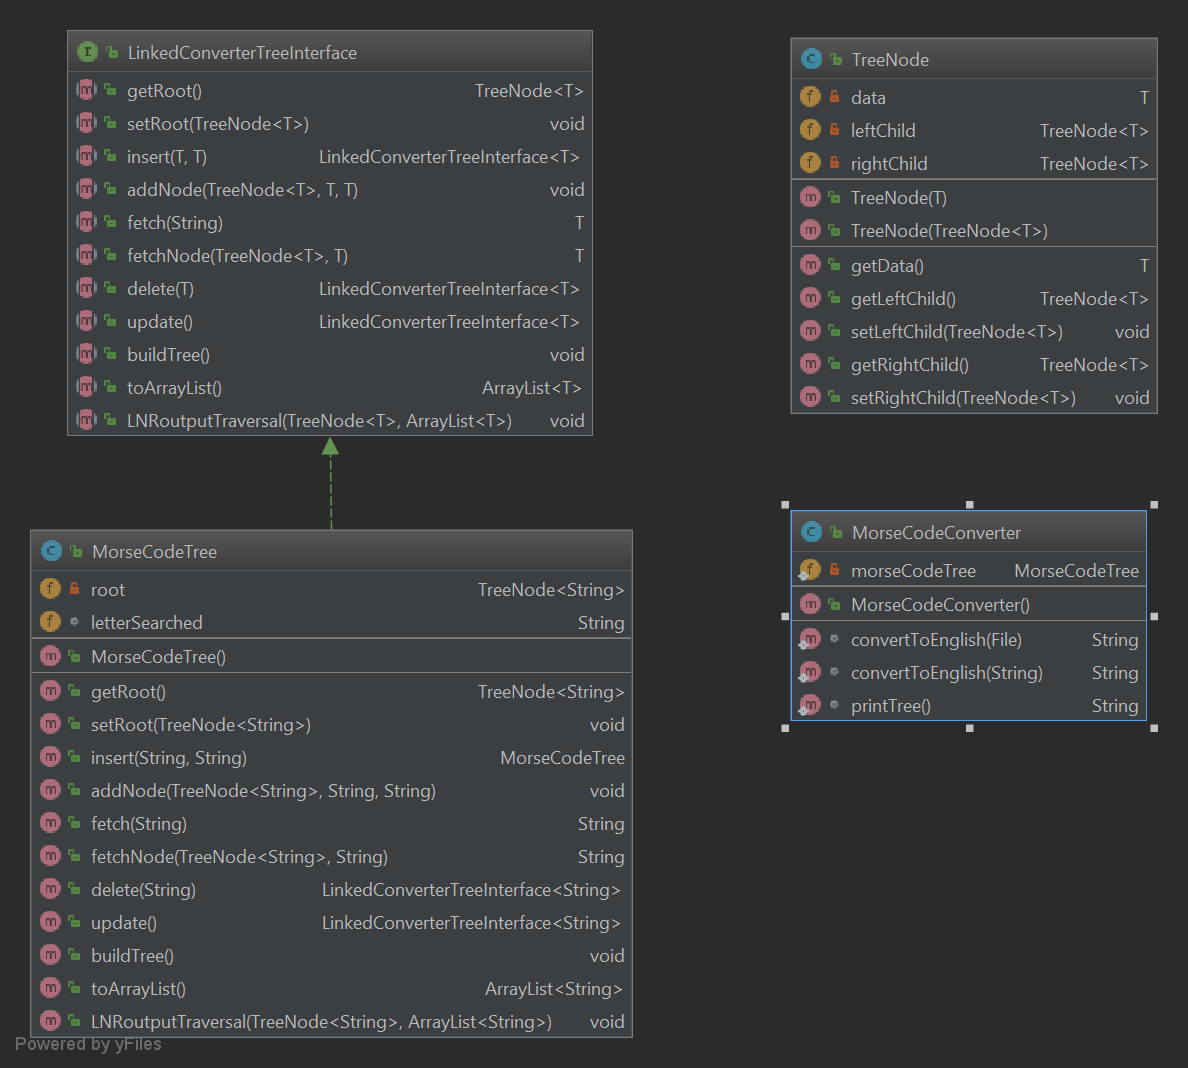 LinkedConverterTreeInterface
getRoot() TreeNode<T>
setRoot(TreeNode<T>) void
insert(T, T) LinkedConverterTreeInterface<T>
addNode(TreeNode<T>, T, T) void
fetch(String) T
fetchNode(TreeNode<T>, T) T
delete(T) LinkedConverterTreeInterface<T>
update() LinkedConverterTreeInterface<T>
buildTree() void
toArrayList() ArrayList<T>
LNRoutputTraversal(TreeNode<T>, ArrayList<T>) void
TreeNode
data T
leftChild TreeNode<T>
rightChild TreeNode<T>
TreeNode(T)
TreeNode(TreeNode<T>)
getData() T
getLeftChild() TreeNode<T>
setLeftChild(TreeNode<T>) void
getRightChild() TreeNode<T>
setRightChild(TreeNode<T>) void
MorseCodeTree
root TreeNode<String>
letterSearched String
MorseCodeTree()
getRoot() TreeNode<String>
setRoot(TreeNode<String>) void
insert(String, String) MorseCodeTree
addNode(TreeNode<String>, String, String) void
fetch(String) String
fetchNode(TreeNode<String>, String) String
delete(String) LinkedConverterTreeInterface<String>
update() LinkedConverterTreeInterface<String>
buildTree() void
toArrayList() ArrayList<String>
LNRoutputTraversal(TreeNode<String>, ArrayList<String>) void
MorseCodeConverter
morseCodeTree MorseCodeTree
MorseCodeConverter()
convertToEnglish(File) String
convertToEnglish(String) String
printTree() String
Powered by yFiles